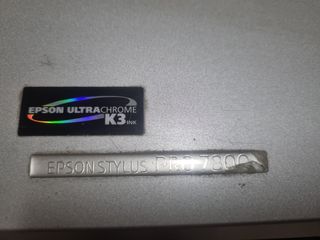 EPSON ULTRACHROME
K3 INK
EPSON STYLUS PRO 7800